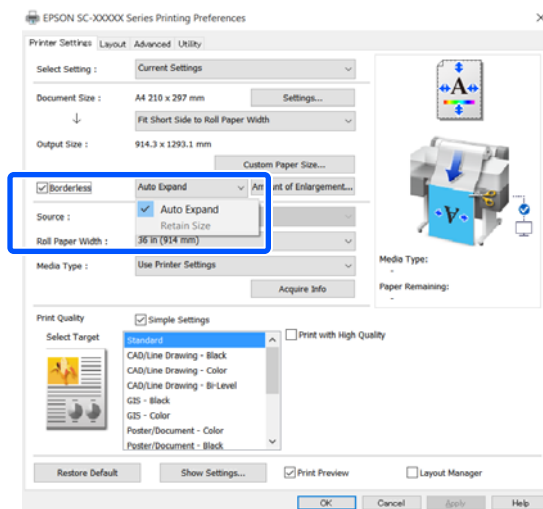 EPSON SC-XXXXX Series Printing Preferences
Printer Settings Layout Advanced Utility
Select Setting : Current Settings
Document Size : A4 210 x 297 mm Settings...
Fit Short Side to Roll Paper Width
Output Size : 914.3 x 1293.1 mm
Custom Paper Size...
Borderless Auto Expand Amount of Enlargement...
Auto Expand
Source :
Retain Size
Roll Paper Width : 36 in (914 mm)
Media Type : Use Printer Settings
Acquire Info
A
A
Media Type:
-
Paper Remaining:
-
Print Quality Simple Settings
Select Target
Standard
Print with High Quality
CAD/Line Drawing - Black
CAD/Line Drawing - Color
CAD/Line Drawing - Bi-Level
GIS - Black
GIS - Color
Poster/Document - Color
Poster/Document - Black
Restore Default Show Settings... Print Preview Layout Manager
OK Cancel Apply Help